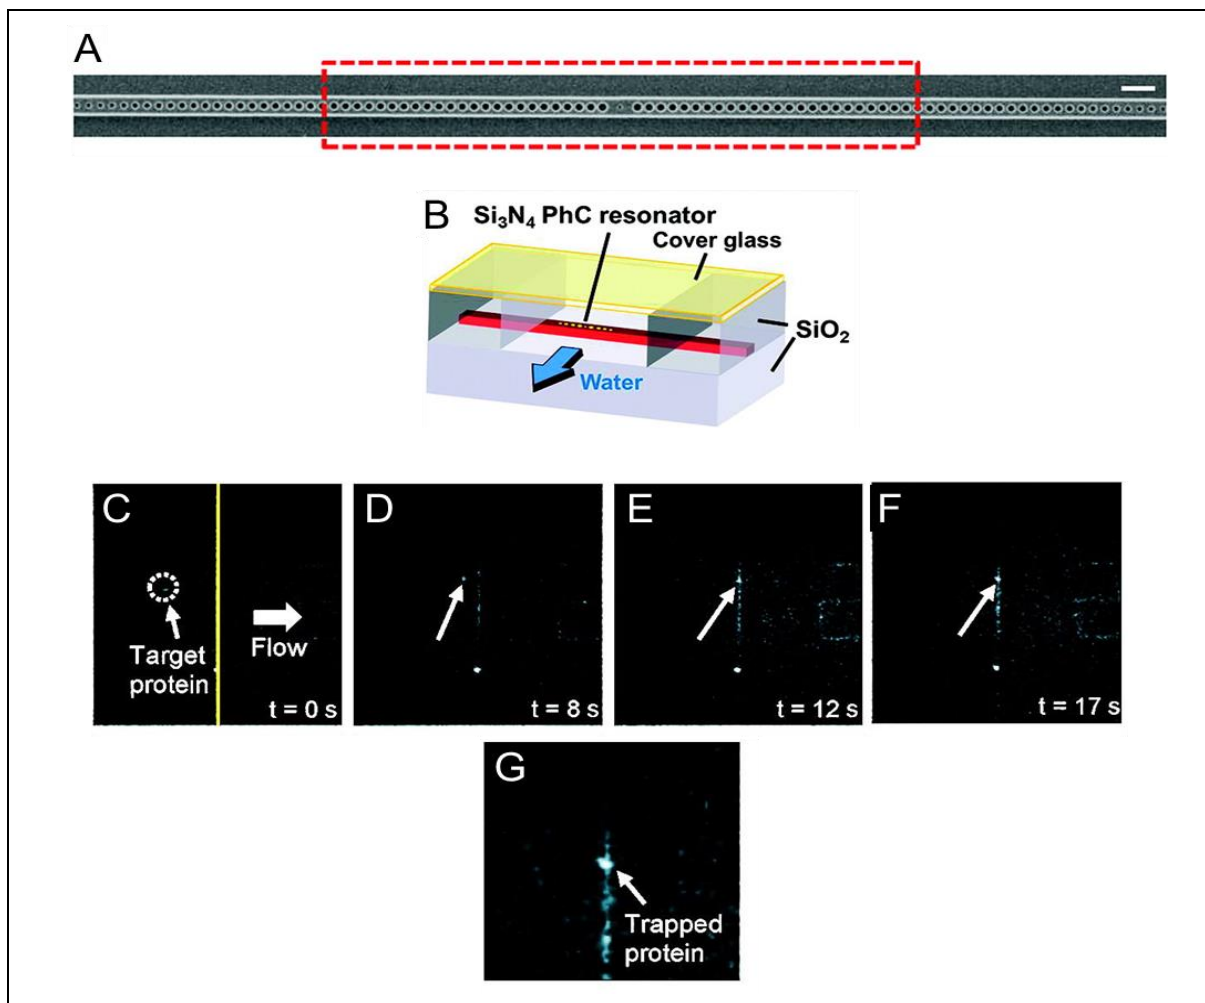 A
B
Si₃N₄ PhC resonator
Cover glass
SiO₂
Water
C
Target
protein
Flow
t = 0 s
D
t = 8 s
E
t = 12 s
F
t = 17 s
G
Trapped
protein